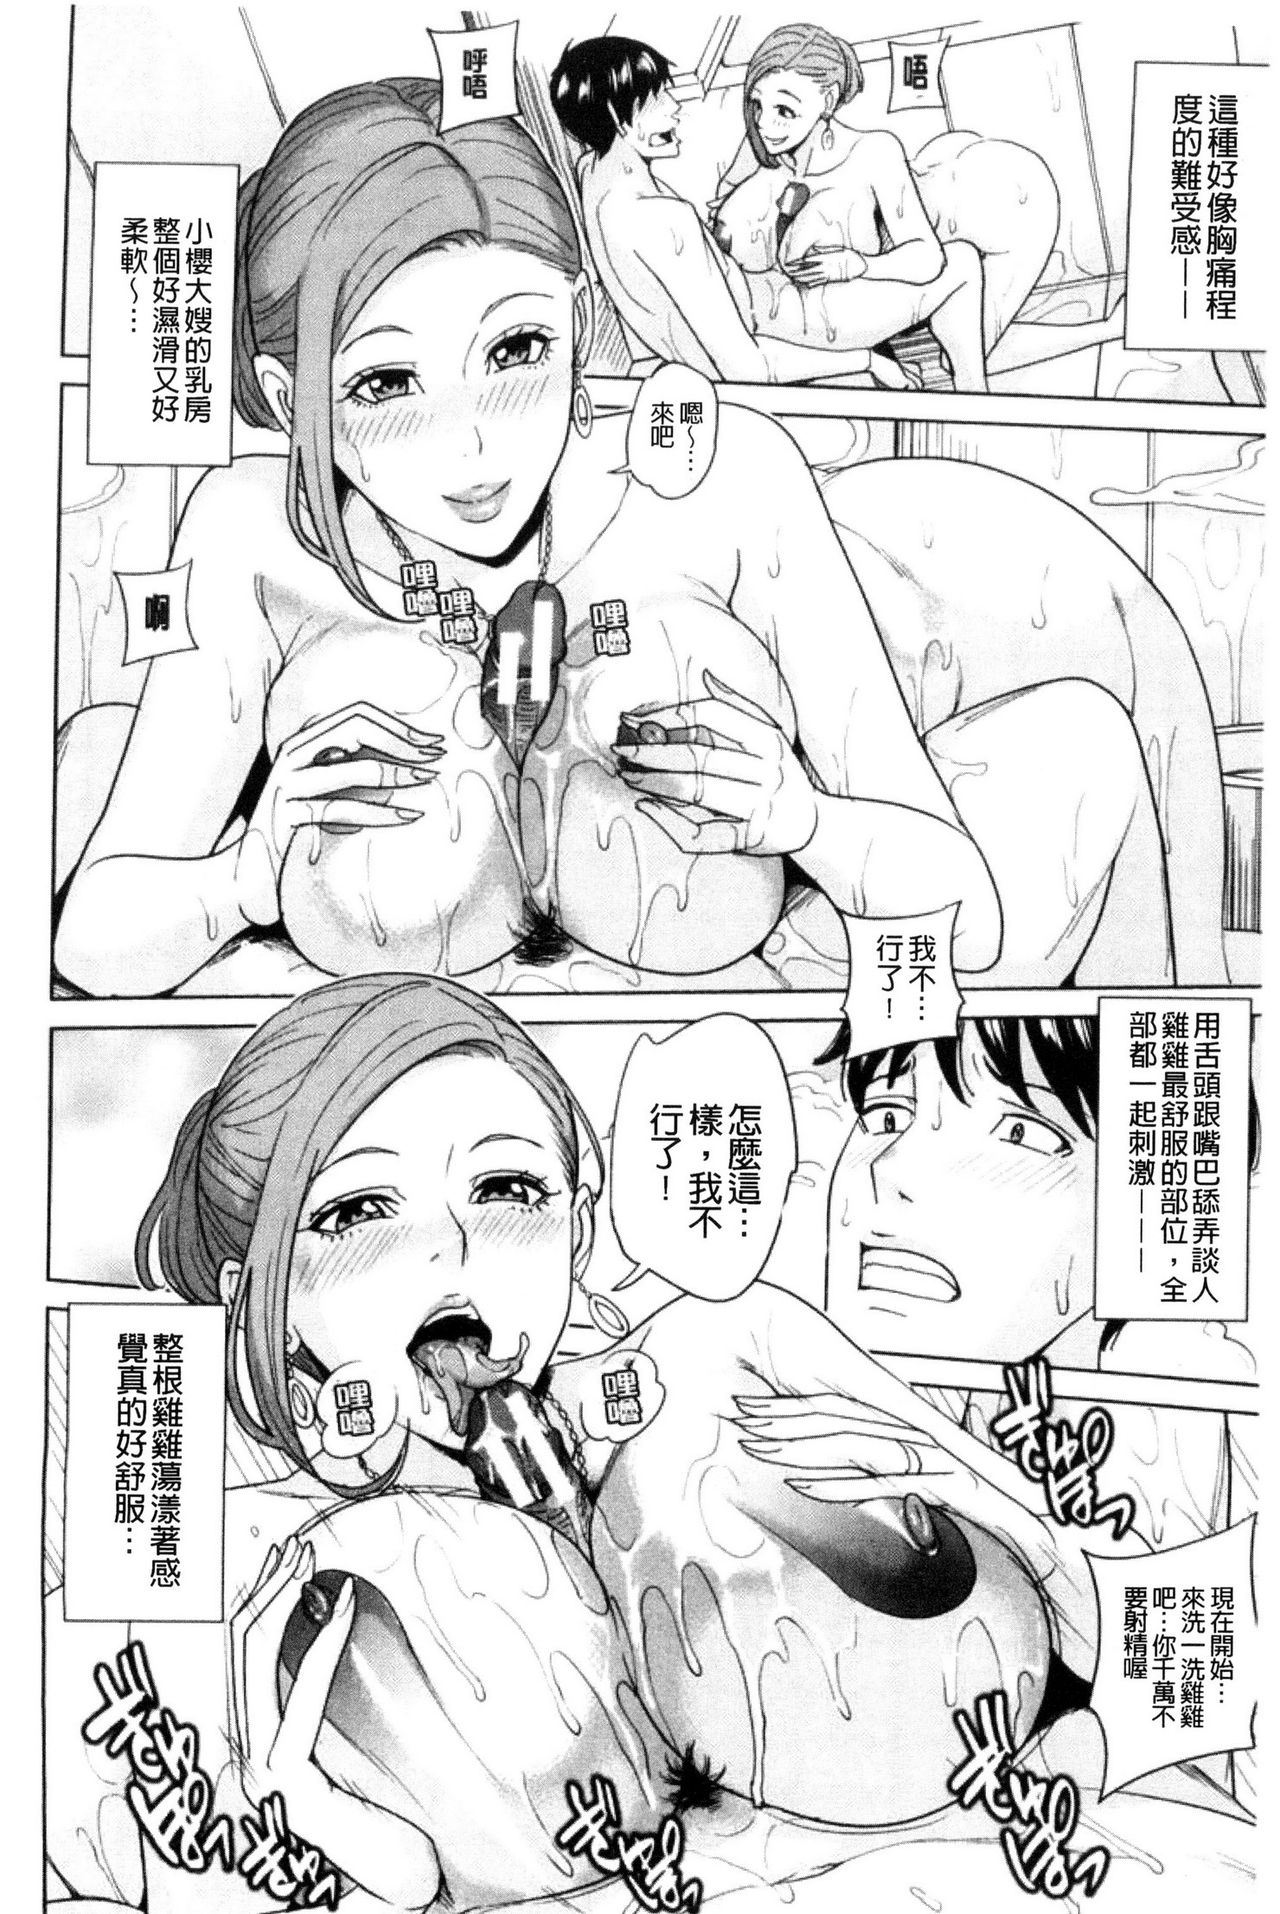 這種好像胸痛程
度的難受感——
唔
呼唔
小櫻大嫂的乳房
整個好濕滑又好
柔軟～…
嗯～…
來吧
啊
哩嚕
哩嚕
哩嚕
用舌頭跟嘴巴舔弄談人
雞雞最舒服的部位，全
部都一起刺激———
我不…
行了！
怎麼這…
樣，我不
行了！
哩嚕
哩嚕
整根雞雞蕩漾著感
覺真的好舒服…
現在開始…
來洗一洗雞雞
吧…你千萬不
要射精喔
ぎゅぽっ
ぎゅぽっ
ぎゅぽっ
ぎゅぽっ